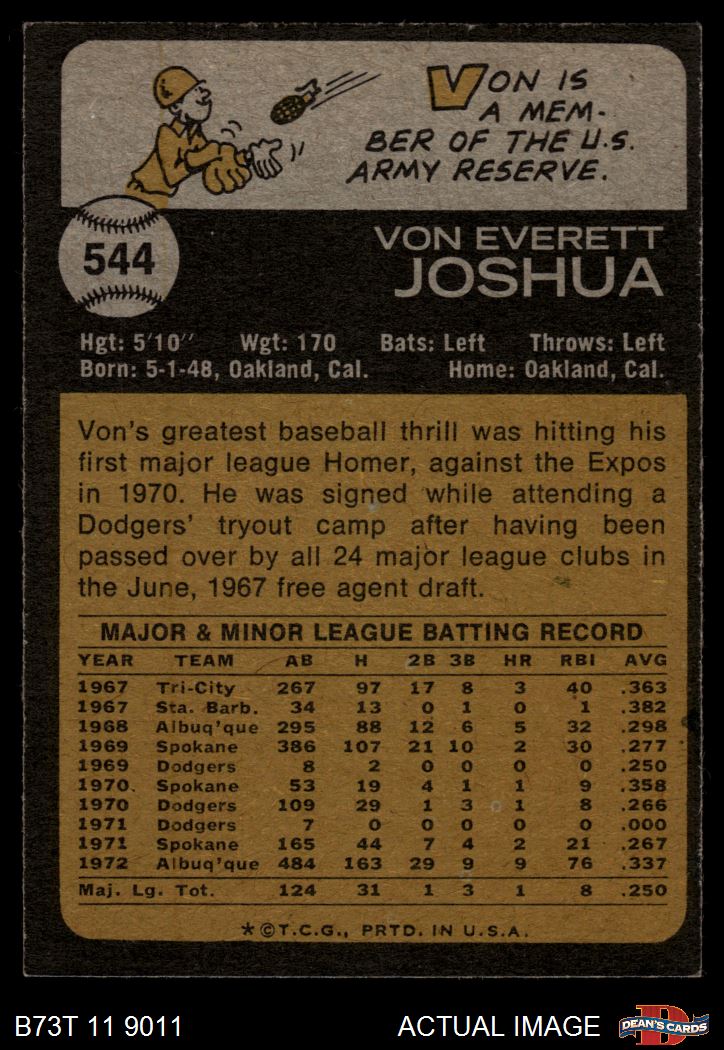 VON IS
A MEM-
BER OF THE U.S.
ARMY RESERVE.
544
VON EVERETT
JOSHUA
Hgt: 5'10" Wgt: 170 Bats: Left Throws: Left
Born: 5-1-48, Oakland, Cal. Home: Oakland, Cal.
Von's greatest baseball thrill was hitting his
first major league Homer, against the Expos
in 1970. He was signed while attending a
Dodgers' tryout camp after having been
passed over by all 24 major league clubs in
the June, 1967 free agent draft.
MAJOR & MINOR LEAGUE BATTING RECORD
YEAR TEAM AB H 2B 3B HR RBI AVG
1967 Tri-City 267 97 17 8 3 40 .363
1967 Sta. Barb. 34 13 0 1 0 1 .382
1968 Albuq'que 295 88 12 6 5 32 .298
1969 Spokane 386 107 21 10 2 30 .277
1969 Dodgers 8 2 0 0 0 0 .250
1970. Spokane 53 19 4 1 1 9 .358
1970 Dodgers 109 29 1 3 1 8 .266
1971 Dodgers 7 0 0 0 0 0 .000
1971 Spokane 165 44 7 4 2 21 .267
1972 Albuq'que 484 163 29 9 9 76 .337
Maj. Lg. Tot. 124 31 1 3 1 8 .250
*©T.C.G., PRTD. IN U.S.A.
B73T 11 9011 ACTUAL IMAGE
D
DEAN'S CARDS